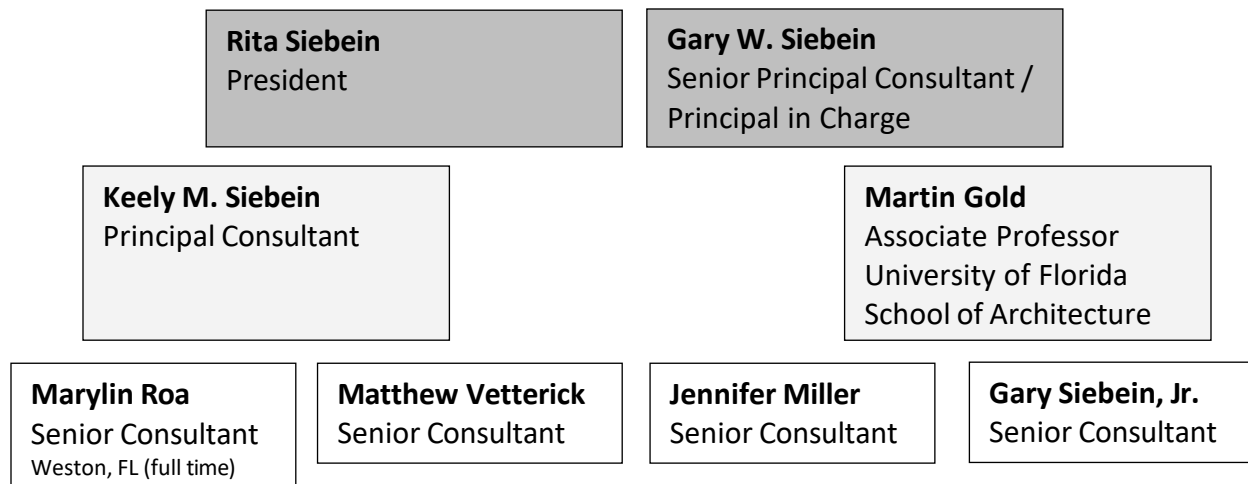 Rita Siebein
President
Gary W. Siebein
Senior Principal Consultant /
Principal in Charge
Keely M. Siebein
Principal Consultant
Martin Gold
Associate Professor
University of Florida
School of Architecture
Marylin Roa
Senior Consultant
Weston, FL (full time)
Matthew Vetterick
Senior Consultant
Jennifer Miller
Senior Consultant
Gary Siebein, Jr.
Senior Consultant